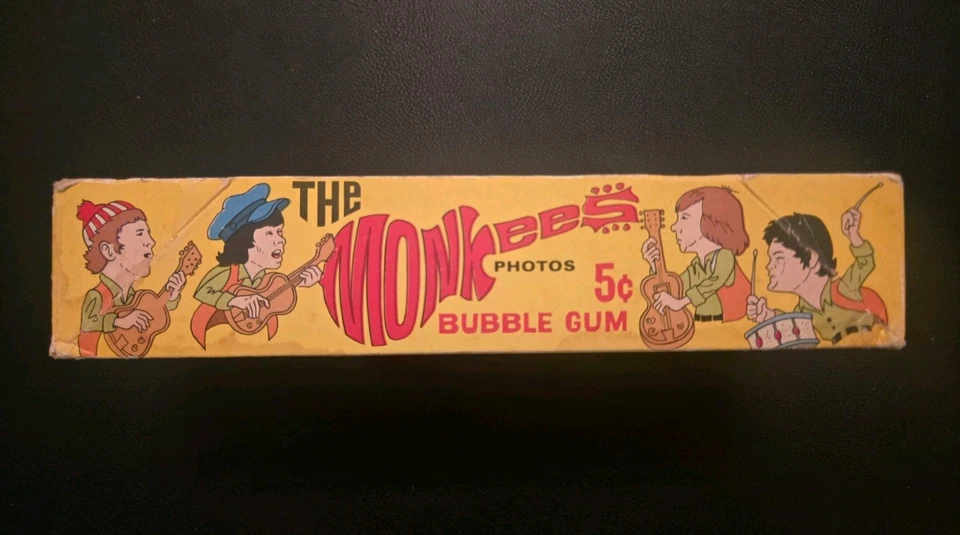 THe
MONKeeS
PHOTOS
5¢
BUBBLE GUM